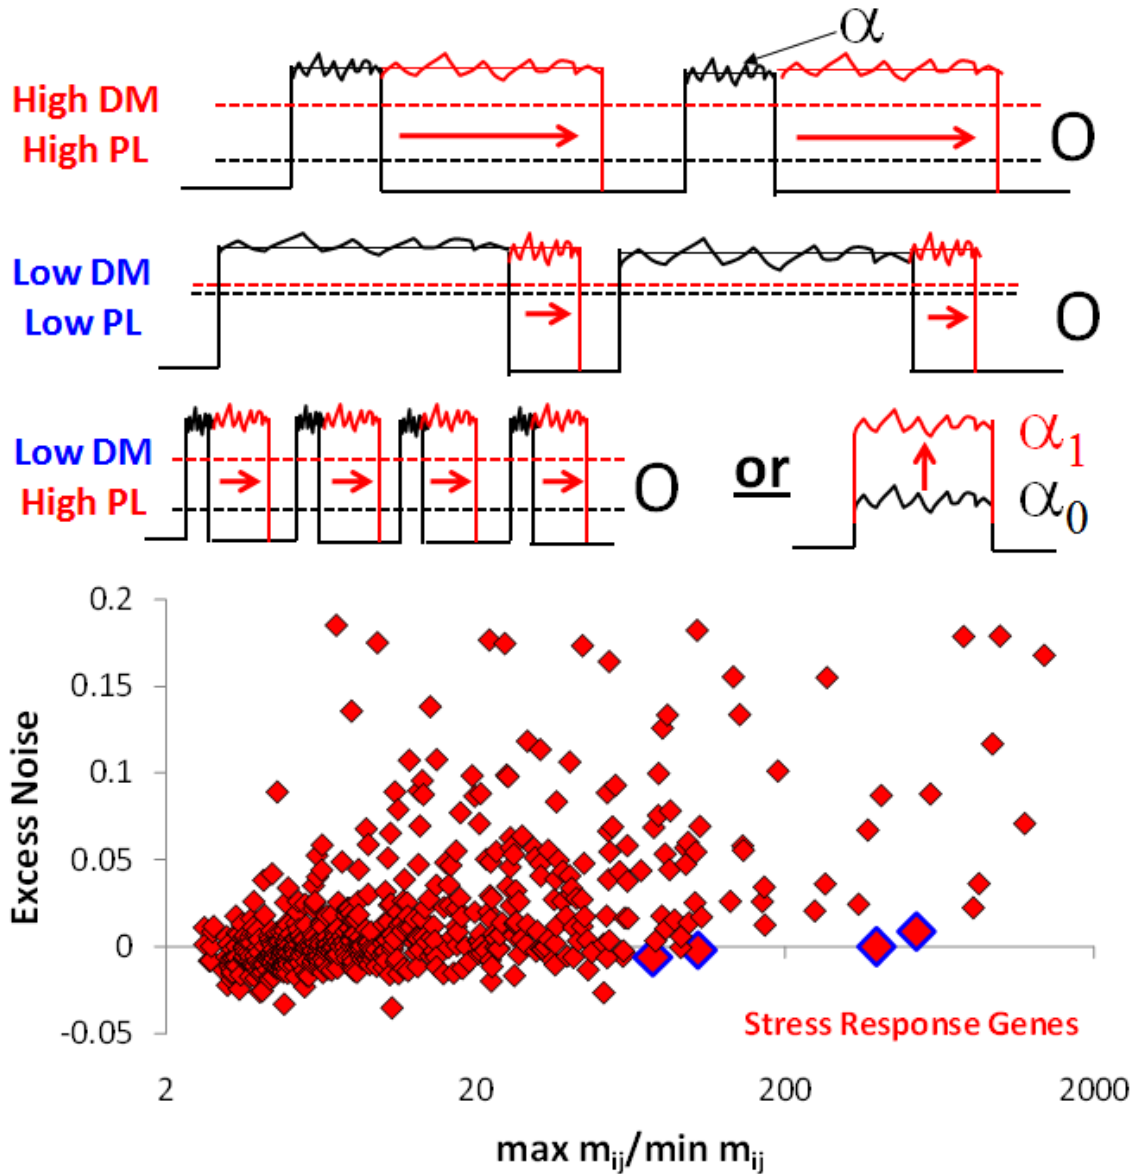 α
High DM
High PL
O
Low DM
Low PL
O
Low DM
High PL
O
or
α₁
α₀
0.2
0.15
0.1
0.05
0
-0.05
Excess Noise
Stress Response Genes
2 20 200 2000
max mᵢⱼ/min mᵢⱼ